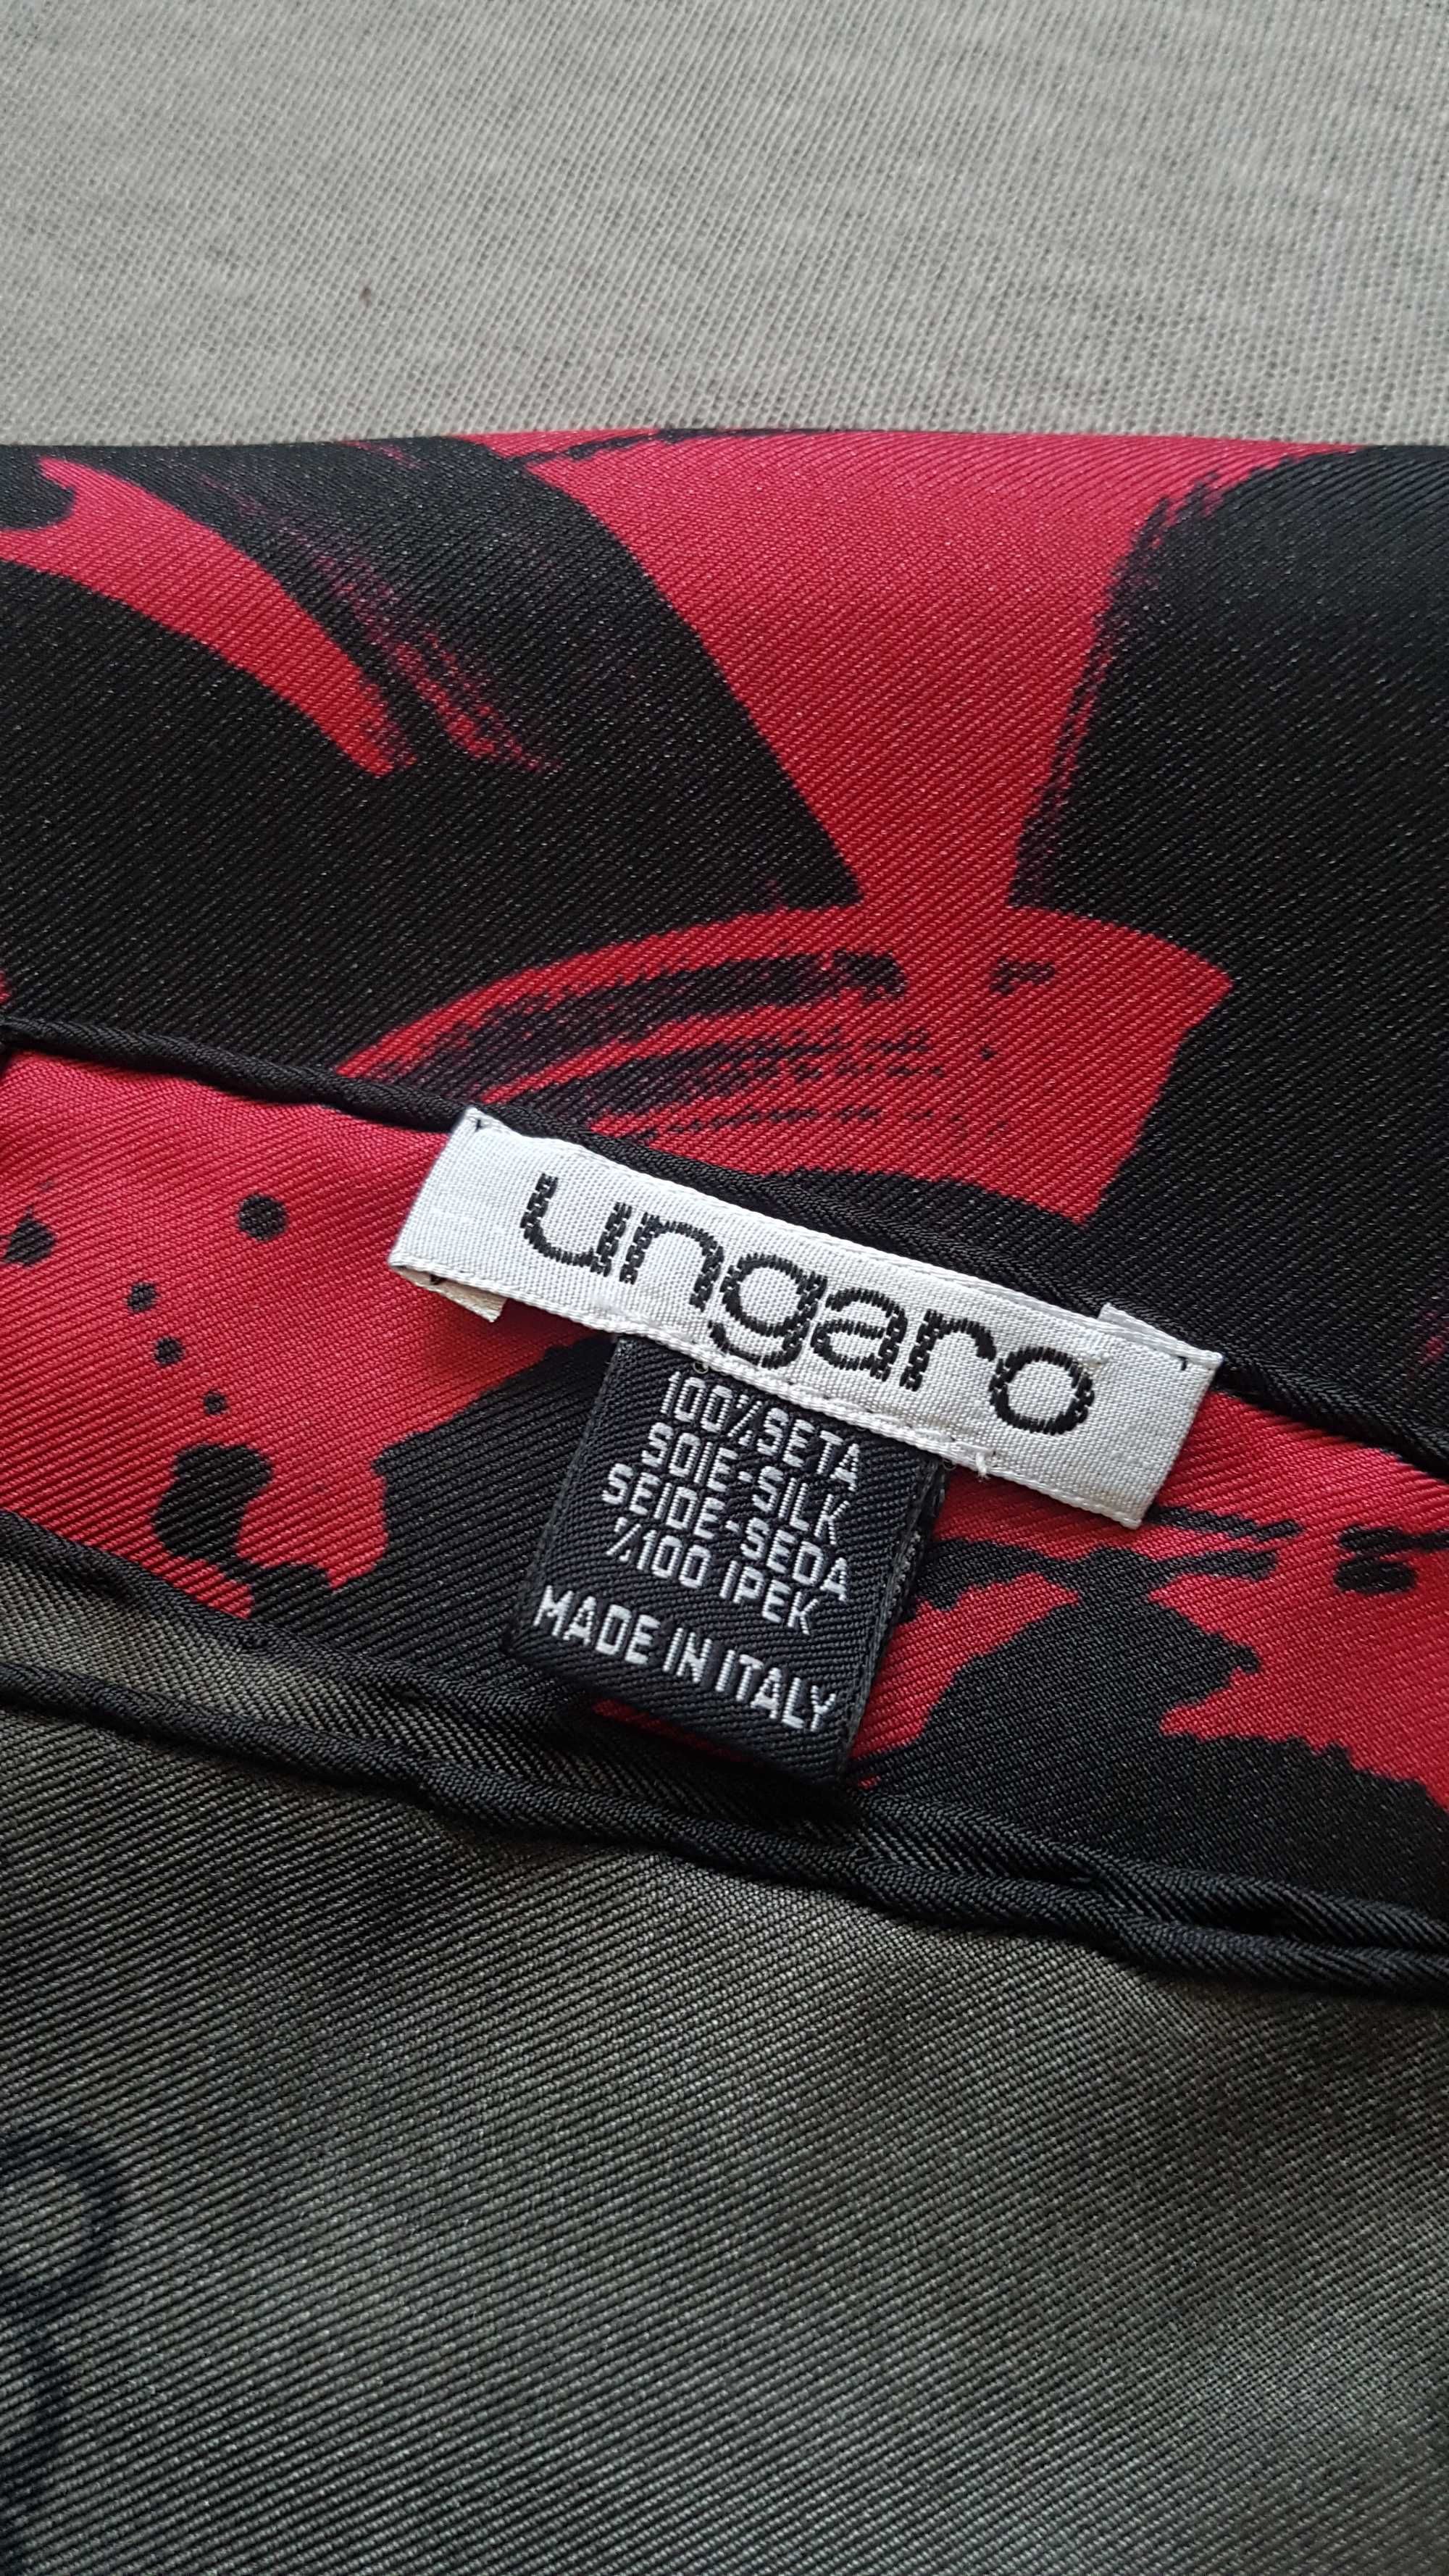 ungaro
100%SETA
SOIE-SILK
SEIDE-SEDA
%100 IPEK
MADE IN ITALY